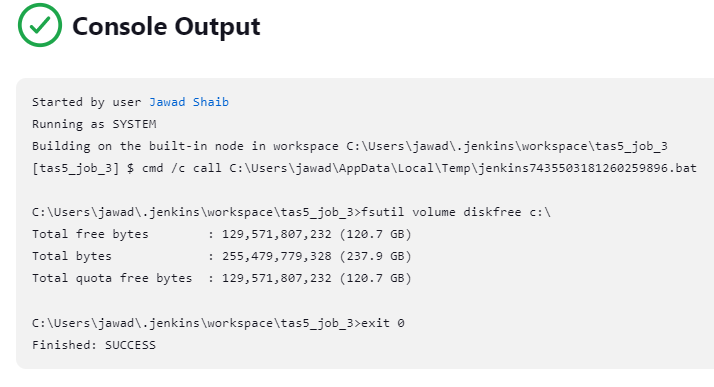 Console Output
Started by user Jawad Shaib
Running as SYSTEM
Building on the built-in node in workspace C:\Users\jawad\.jenkins\workspace\tas5_job_3
[tas5_job_3] $ cmd /c call C:\Users\jawad\AppData\Local\Temp\jenkins7435503181260259896.bat
C:\Users\jawad\.jenkins\workspace\tas5_job_3>fsutil volume diskfree c:\
Total free bytes        : 129,571,807,232 (120.7 GB)
Total bytes             : 255,479,779,328 (237.9 GB)
Total quota free bytes  : 129,571,807,232 (120.7 GB)
C:\Users\jawad\.jenkins\workspace\tas5_job_3>exit 0
Finished: SUCCESS